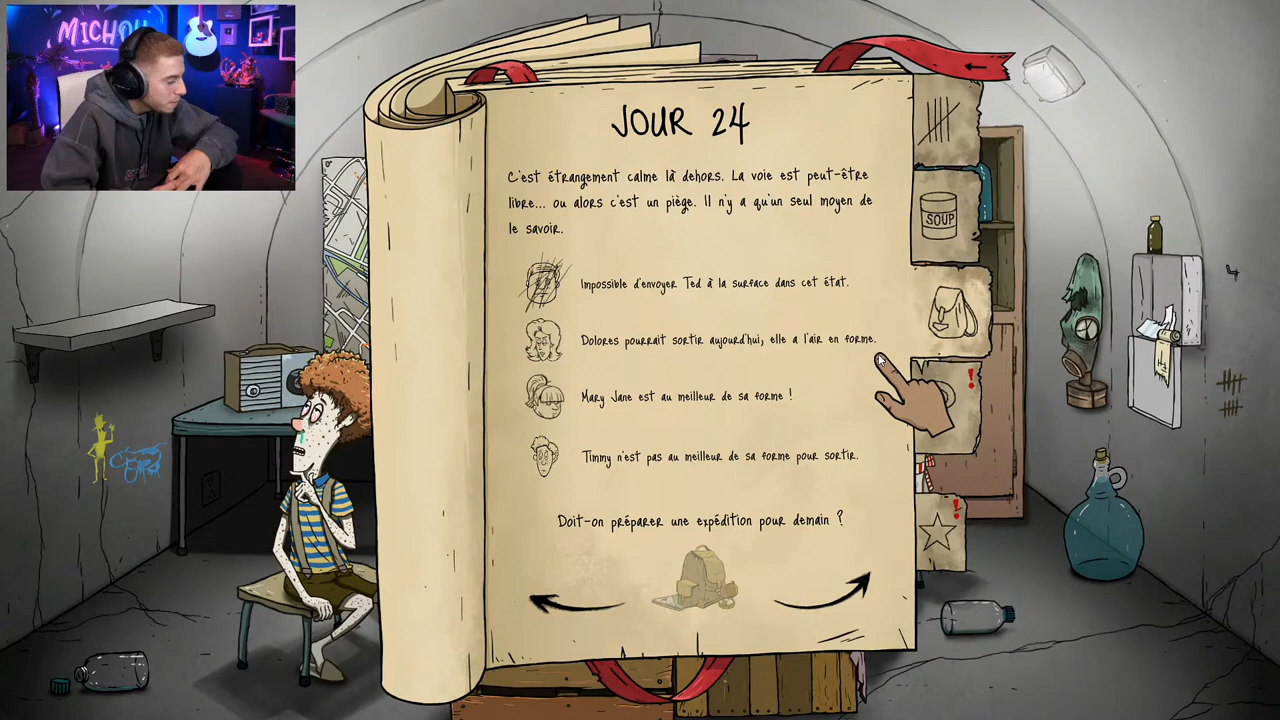 MICHOU
JOUR 24
C'est étrangement calme là dehors. La voie est peut-être
libre... ou alors c'est un piège. Il n'y a qu'un seul moyen de
le savoir.
SOUP
Impossible d'envoyer Ted à la surface dans cet état.
Dolores pourrait sortir aujourd'hui, elle a l'air en forme.
!
Mary Jane est au meilleur de sa forme !
Timmy n'est pas au meilleur de sa forme pour sortir.
!
Doit-on préparer une expédition pour demain ?